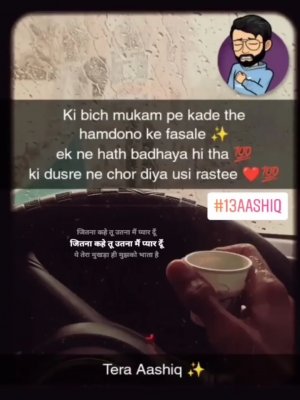 Ki bich mukam pe kade the
hamdono ke fasale ✨
ek ne hath badhaya hi tha 💯
ki dusre ne chor diya usi rastee ❤️💯
#13AASHIQ
जितना कहे तू उतना मैं प्यार दूँ
जितना कहे तू उतना मैं प्यार दूँ
ये तेरा मुखड़ा ही मुझको भाता है
Tera Aashiq ✨